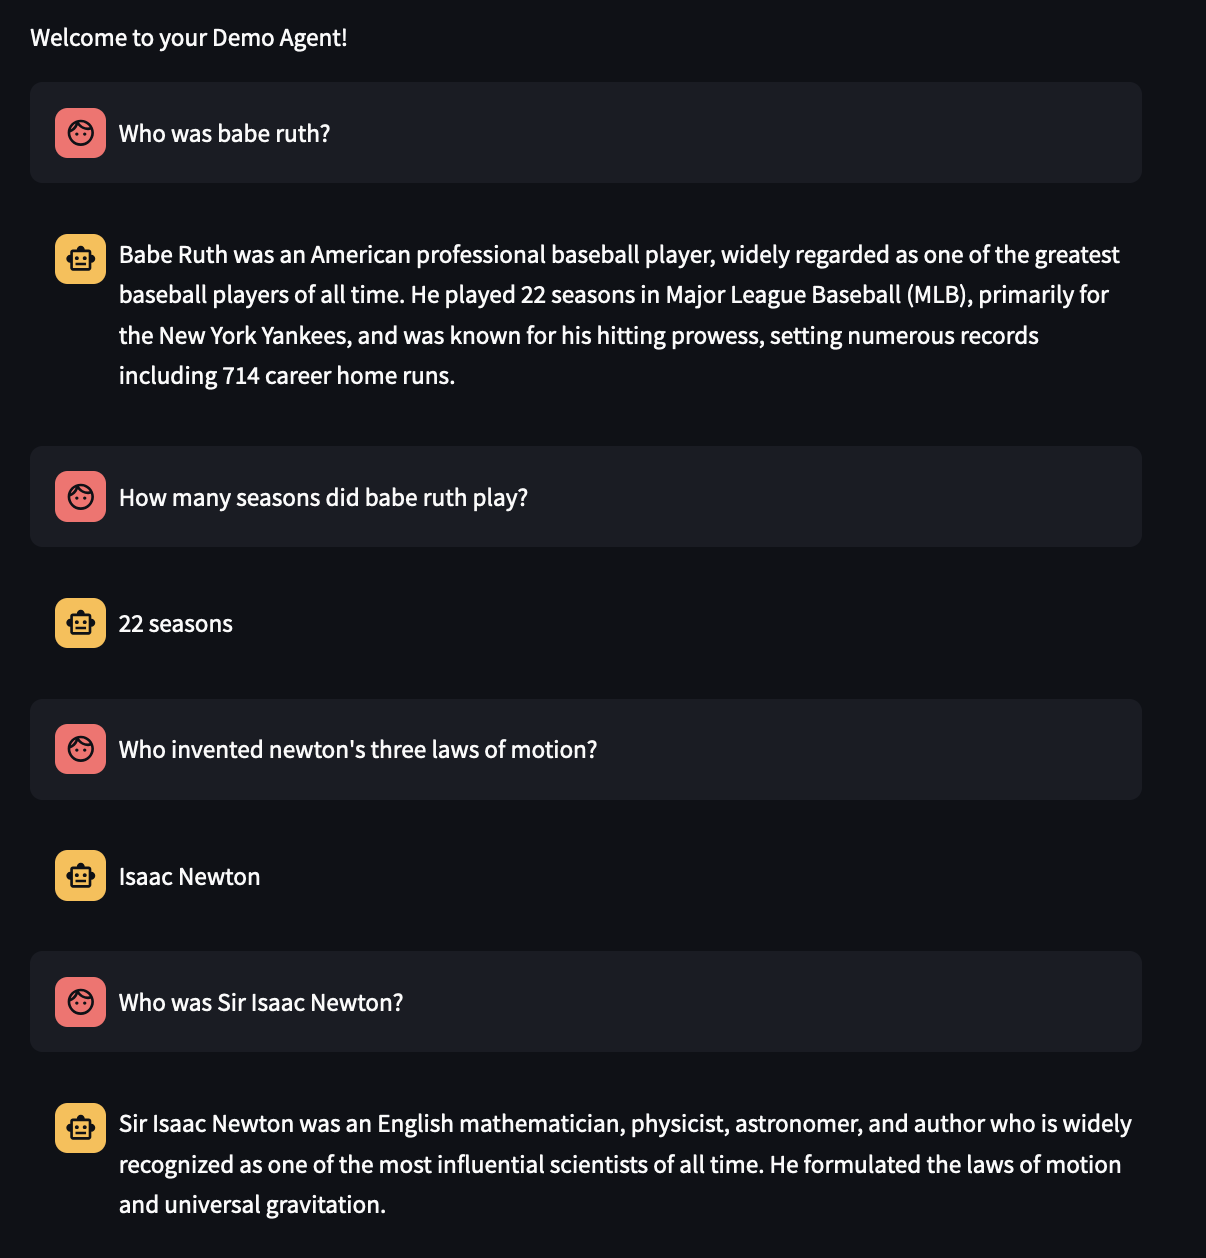 Welcome to your Demo Agent!
Who was babe ruth?
Babe Ruth was an American professional baseball player, widely regarded as one of the greatest
baseball players of all time. He played 22 seasons in Major League Baseball (MLB), primarily for
the New York Yankees, and was known for his hitting prowess, setting numerous records
including 714 career home runs.
How many seasons did babe ruth play?
22 seasons
Who invented newton's three laws of motion?
Isaac Newton
Who was Sir Isaac Newton?
Sir Isaac Newton was an English mathematician, physicist, astronomer, and author who is widely
recognized as one of the most influential scientists of all time. He formulated the laws of motion
and universal gravitation.